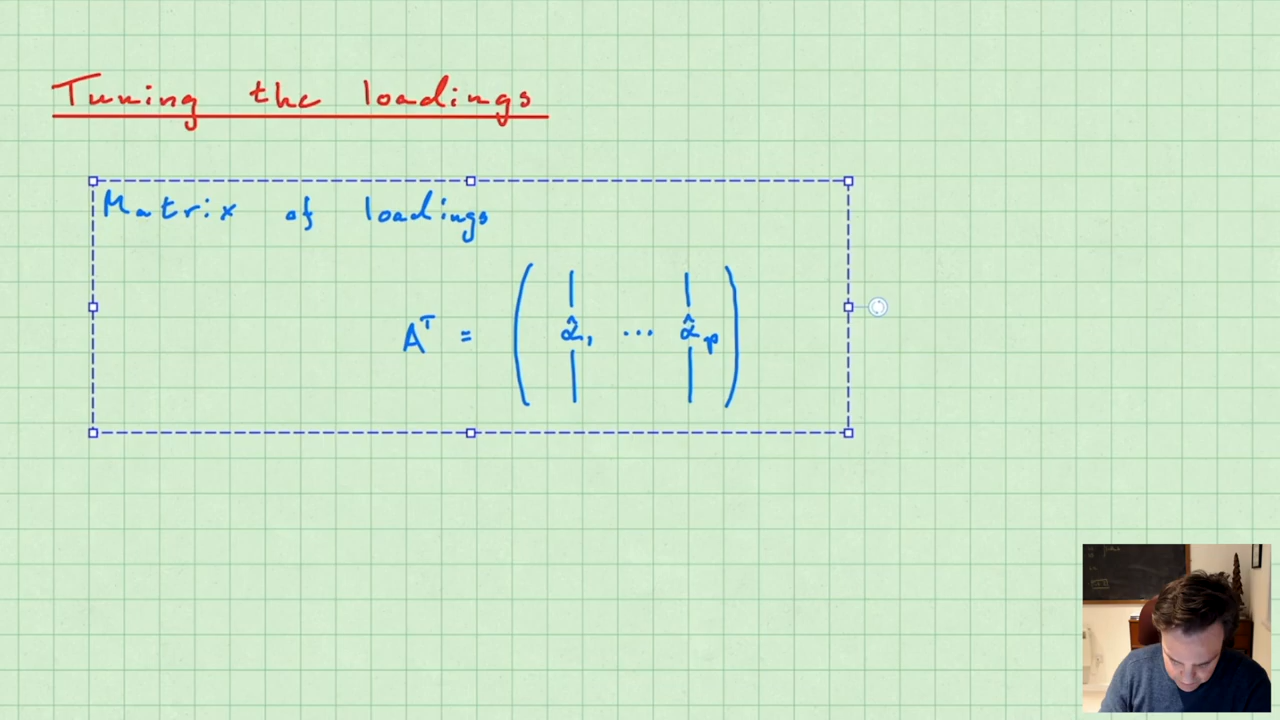 Tuning the loadings
Matrix of loadings
Aᵀ = ( α̂₁ ⋯ α̂ₚ )